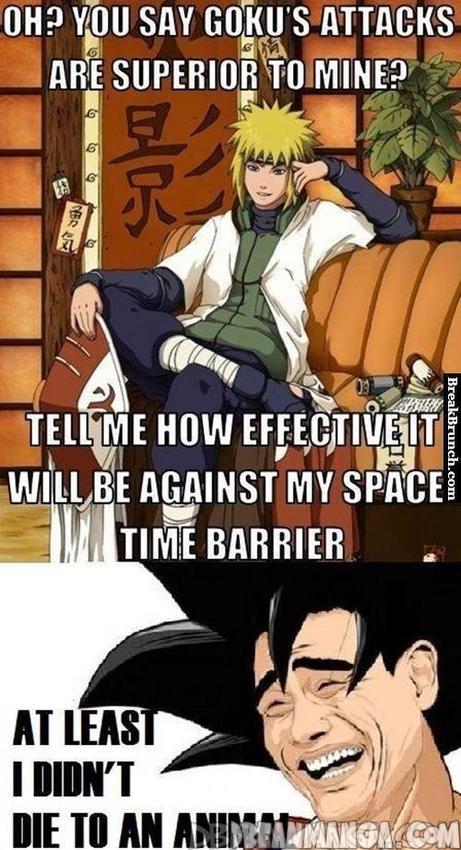 OH? YOU SAY GOKU'S ATTACKS
ARE SUPERIOR TO MINE?
影
TELL ME HOW EFFECTIVE IT
WILL BE AGAINST MY SPACE
TIME BARRIER
BreakBrunch.com
AT LEAST
I DIDN'T
DIE TO AN ANIMAL